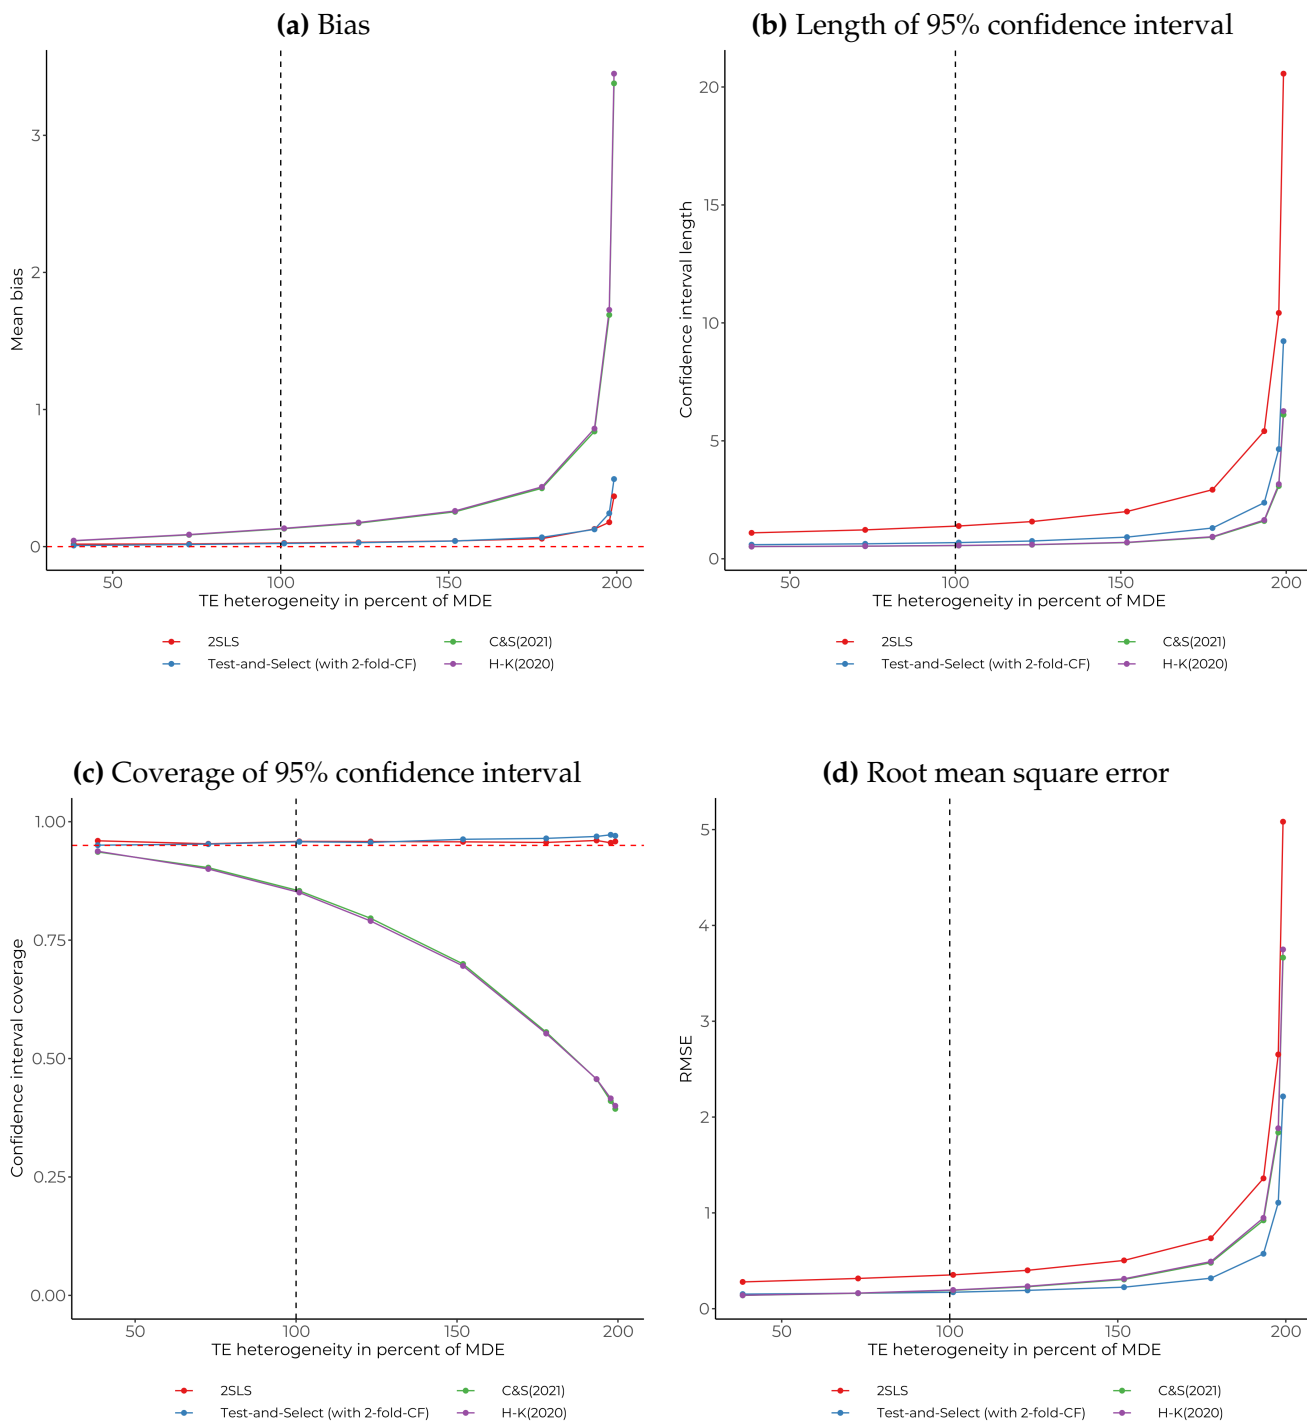 (a) Bias
Mean bias
3
2
1
0
50 100 150 200
TE heterogeneity in percent of MDE
2SLS
Test-and-Select (with 2-fold-CF)
C&S(2021)
H-K(2020)
(b) Length of 95% confidence interval
Confidence interval length
20
15
10
5
0
50 100 150 200
TE heterogeneity in percent of MDE
2SLS
Test-and-Select (with 2-fold-CF)
C&S(2021)
H-K(2020)
(c) Coverage of 95% confidence interval
Confidence interval coverage
1.00
0.75
0.50
0.25
0.00
50 100 150 200
TE heterogeneity in percent of MDE
2SLS
Test-and-Select (with 2-fold-CF)
C&S(2021)
H-K(2020)
(d) Root mean square error
RMSE
5
4
3
2
1
0
50 100 150 200
TE heterogeneity in percent of MDE
2SLS
Test-and-Select (with 2-fold-CF)
C&S(2021)
H-K(2020)